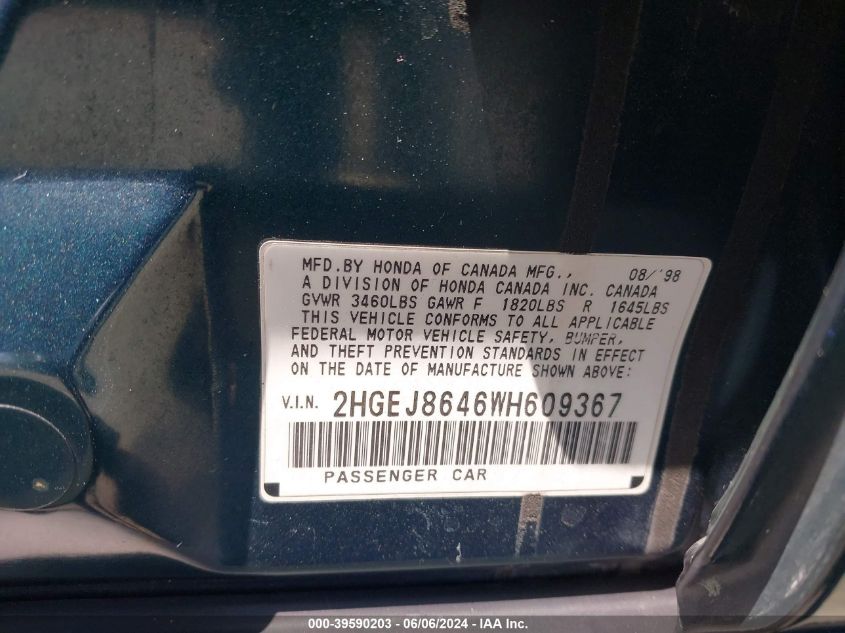 MFD.BY HONDA OF CANADA MFG., 08/'98
A DIVISION OF HONDA CANADA INC. CANADA
GVWR 3460LBS GAWR F 1820LBS R 1645LBS
THIS VEHICLE CONFORMS TO ALL APPLICABLE
FEDERAL MOTOR VEHICLE SAFETY, BUMPER,
AND THEFT PREVENTION STANDARDS IN EFFECT
ON THE DATE OF MANUFACTURE SHOWN ABOVE:
V.I.N. 2HGEJ8646WH609367
PASSENGER CAR
000-39590203 - 06/06/2024 - IAA Inc.